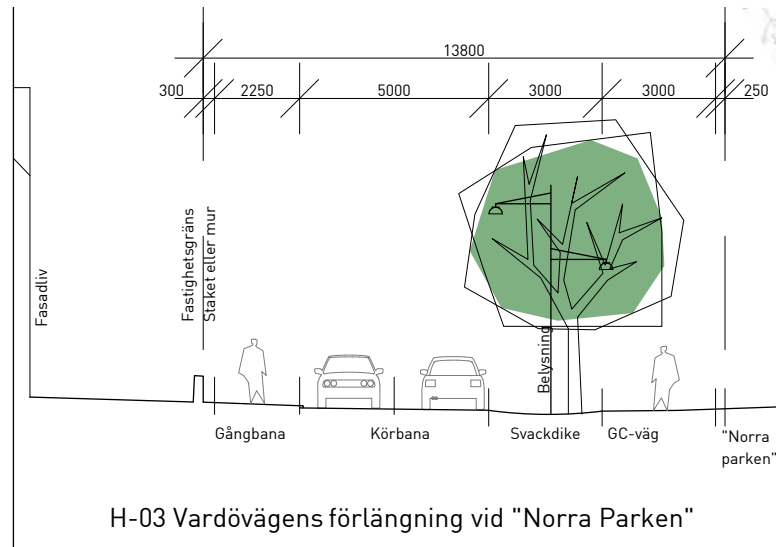 13800
300 2250 5000 3000 3000 250
Fasadliv
Fastighetsgräns
Staket eller mur
Belysning
Gångbana Körbana Svackdike GC-väg "Norra
parken"
H-03 Vardövägens förlängning vid "Norra Parken"